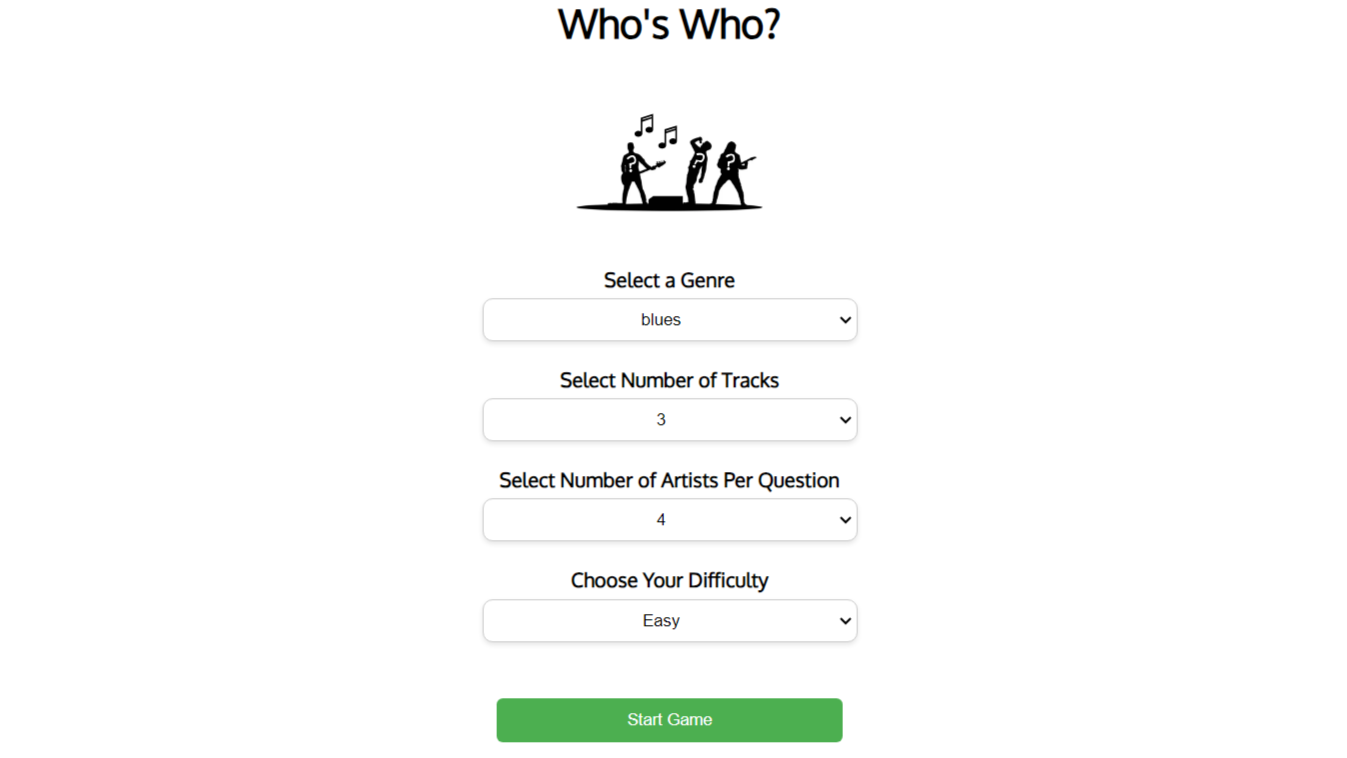 Who's Who?
? ? ?
Select a Genre
blues
Select Number of Tracks
3
Select Number of Artists Per Question
4
Choose Your Difficulty
Easy
Start Game